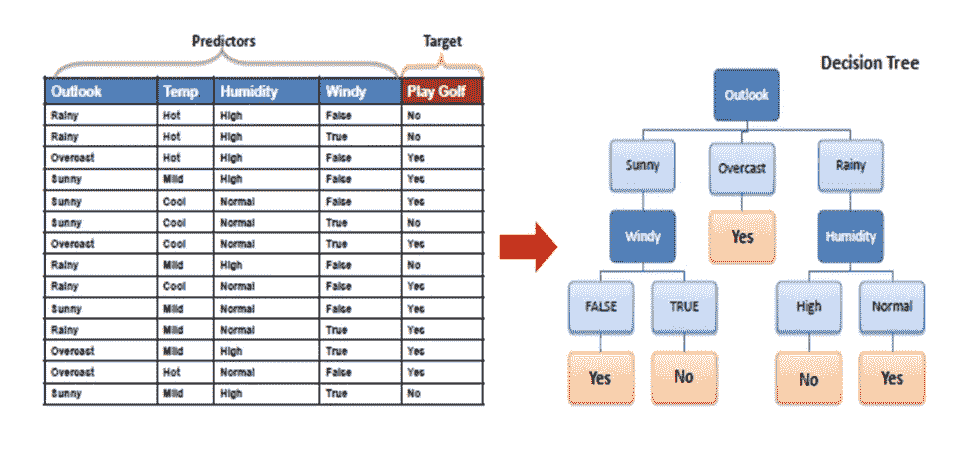 Predictors Target
Outlook Temp Humidity Windy Play Golf
Rainy Hot High False No
Rainy Hot High True No
Overcast Hot High False Yes
Sunny Mild High False Yes
Sunny Cool Normal False Yes
Sunny Cool Normal True No
Overcast Cool Normal True Yes
Rainy Mild High False No
Rainy Cool Normal False Yes
Sunny Mild Normal False Yes
Rainy Mild Normal True Yes
Overcast Mild High True Yes
Overcast Hot Normal False Yes
Sunny Mild High True No
Decision Tree
Outlook
Sunny Overcast Rainy
Windy Yes Humidity
FALSE TRUE High Normal
Yes No No Yes